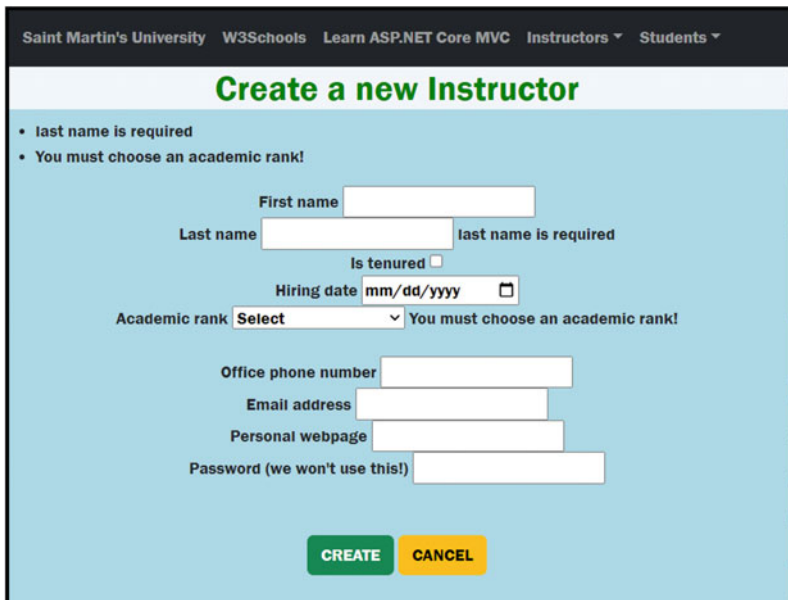 Saint Martin's University W3Schools Learn ASP.NET Core MVC Instructors Students
Create a new Instructor
• last name is required
• You must choose an academic rank!
First name
Last name last name is required
Is tenured
Hiring date mm/dd/yyyy
Academic rank Select You must choose an academic rank!
Office phone number
Email address
Personal webpage
Password (we won't use this!)
CREATE CANCEL